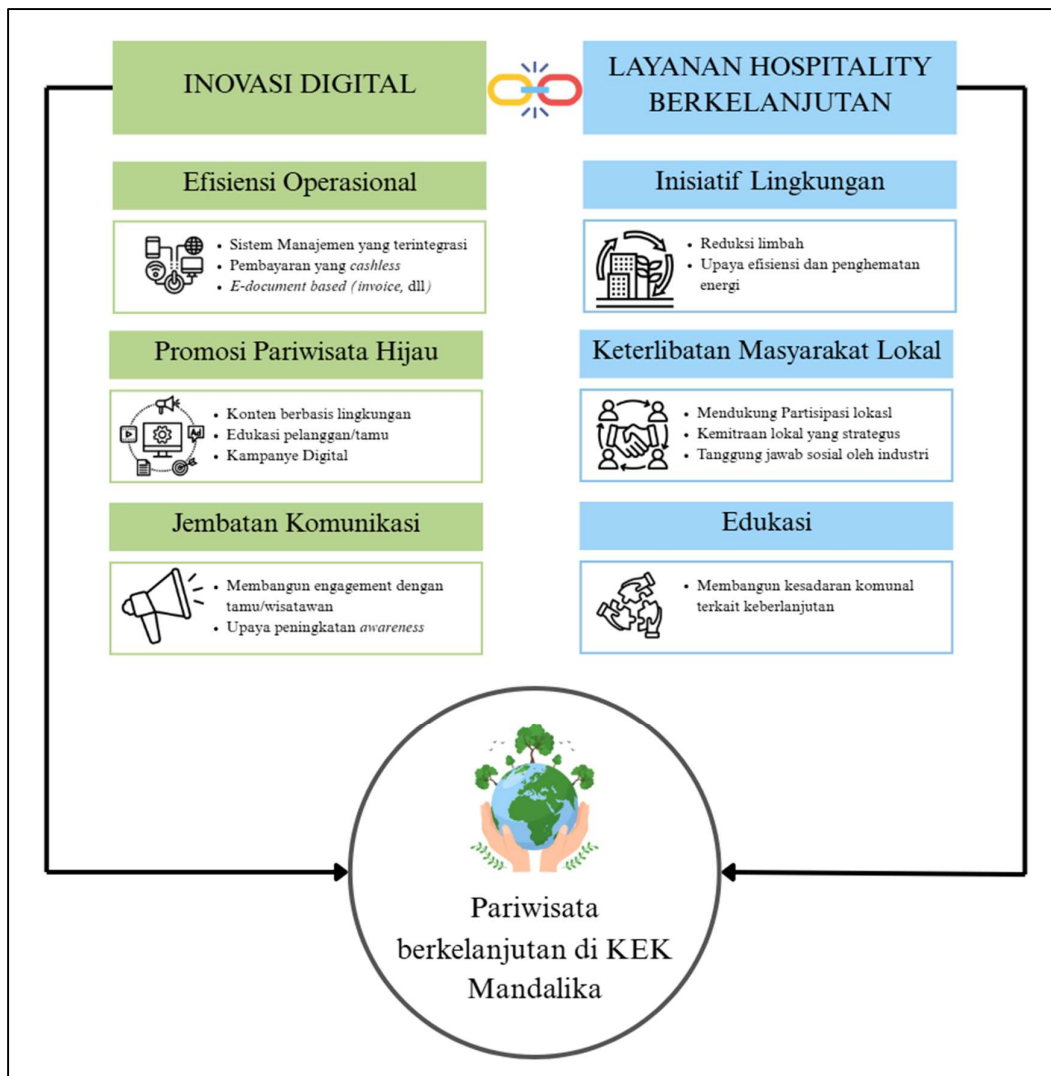 INOVASI DIGITAL
LAYANAN HOSPITALITY
BERKELANJUTAN
Efisiensi Operasional
• Sistem Manajemen yang terintegrasi
• Pembayaran yang cashless
• E-document based (invoice, dll)
Promosi Pariwisata Hijau
• Konten berbasis lingkungan
• Edukasi pelanggan/tamu
• Kampanye Digital
Jembatan Komunikasi
• Membangun engagement dengan
tamu/wisatawan
• Upaya peningkatan awareness
Inisiatif Lingkungan
• Reduksi limbah
• Upaya efisiensi dan penghematan
energi
Keterlibatan Masyarakat Lokal
• Mendukung Partisipasi lokasl
• Kemitraan lokal yang strategus
• Tanggung jawab sosial oleh industri
Edukasi
• Membangun kesadaran komunal
terkait keberlanjutan
Pariwisata
berkelanjutan di KEK
Mandalika